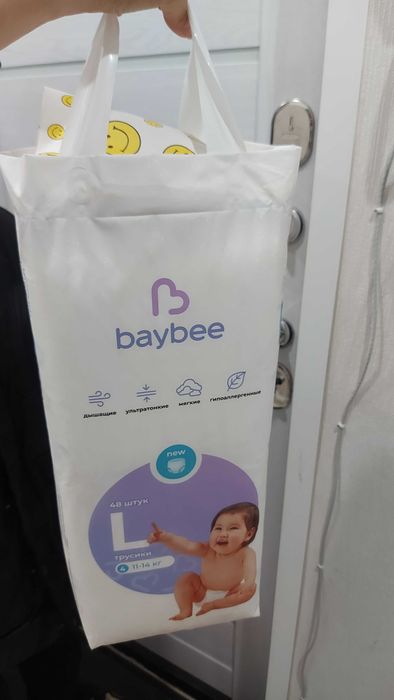 baybee
дышащие
ультратонкие
мягкие
гипоаллергенные
new
48 штук
L
трусики
4 11-14 кг